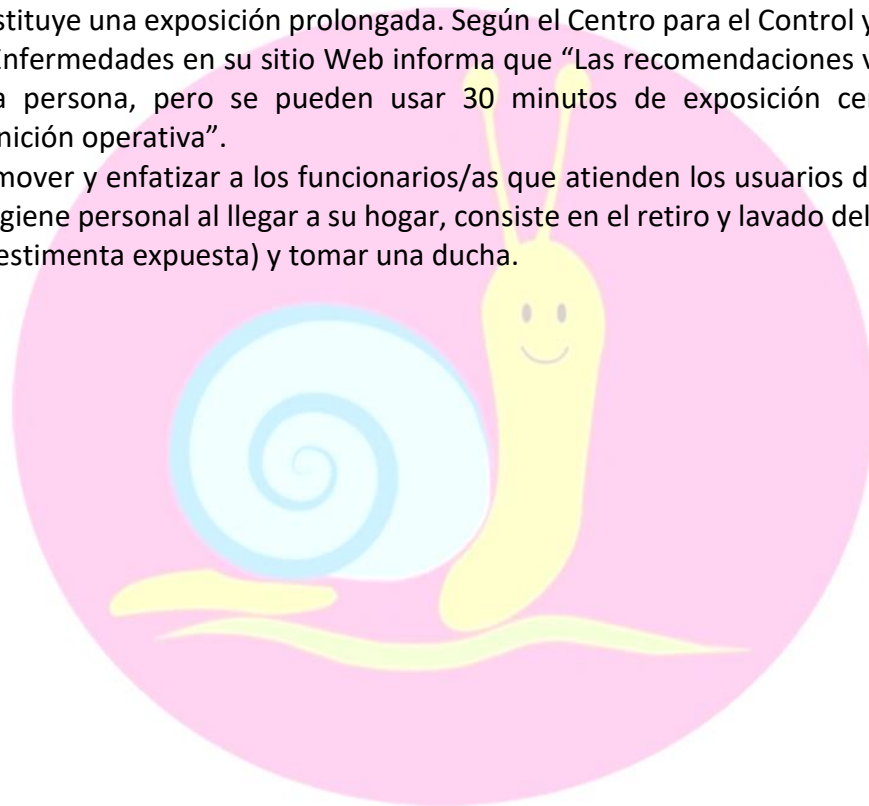 stituye una exposición prolongada. Según el Centro para el Control y
Enfermedades en su sitio Web informa que “Las recomendaciones v
a persona, pero se pueden usar 30 minutos de exposición ce
nición operativa”.
mover y enfatizar a los funcionarios/as que atienden los usuarios d
giene personal al llegar a su hogar, consiste en el retiro y lavado del
estimenta expuesta) y tomar una ducha.